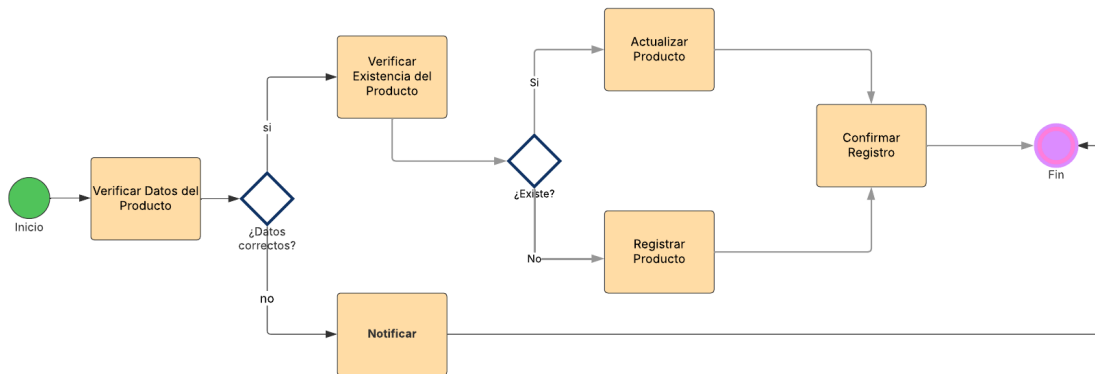 Inicio
Verificar Datos del
Producto
¿Datos
correctos?
si
no
Verificar
Existencia del
Producto
Notificar
¿Existe?
Si
No
Actualizar
Producto
Registrar
Producto
Confirmar
Registro
Fin